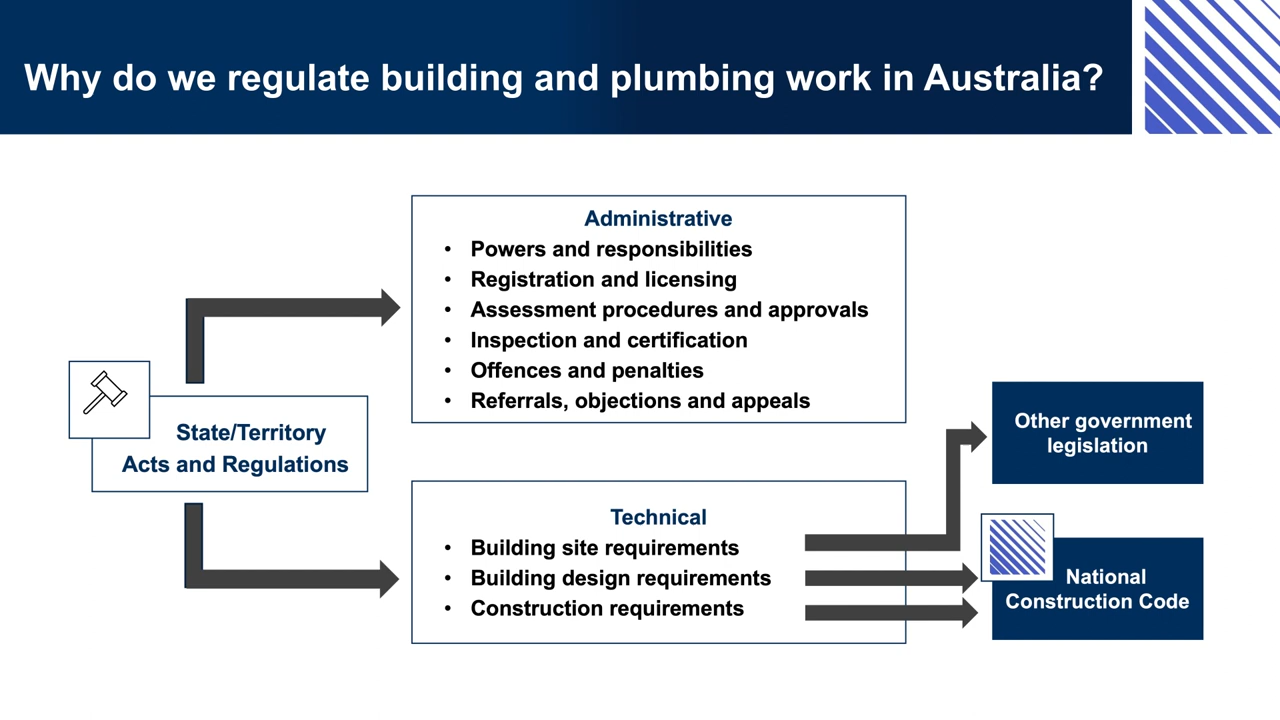 Why do we regulate building and plumbing work in Australia?
Administrative
• Powers and responsibilities
• Registration and licensing
• Assessment procedures and approvals
• Inspection and certification
• Offences and penalties
• Referrals, objections and appeals
State/Territory
Acts and Regulations
Technical
• Building site requirements
• Building design requirements
• Construction requirements
Other government
legislation
National
Construction Code